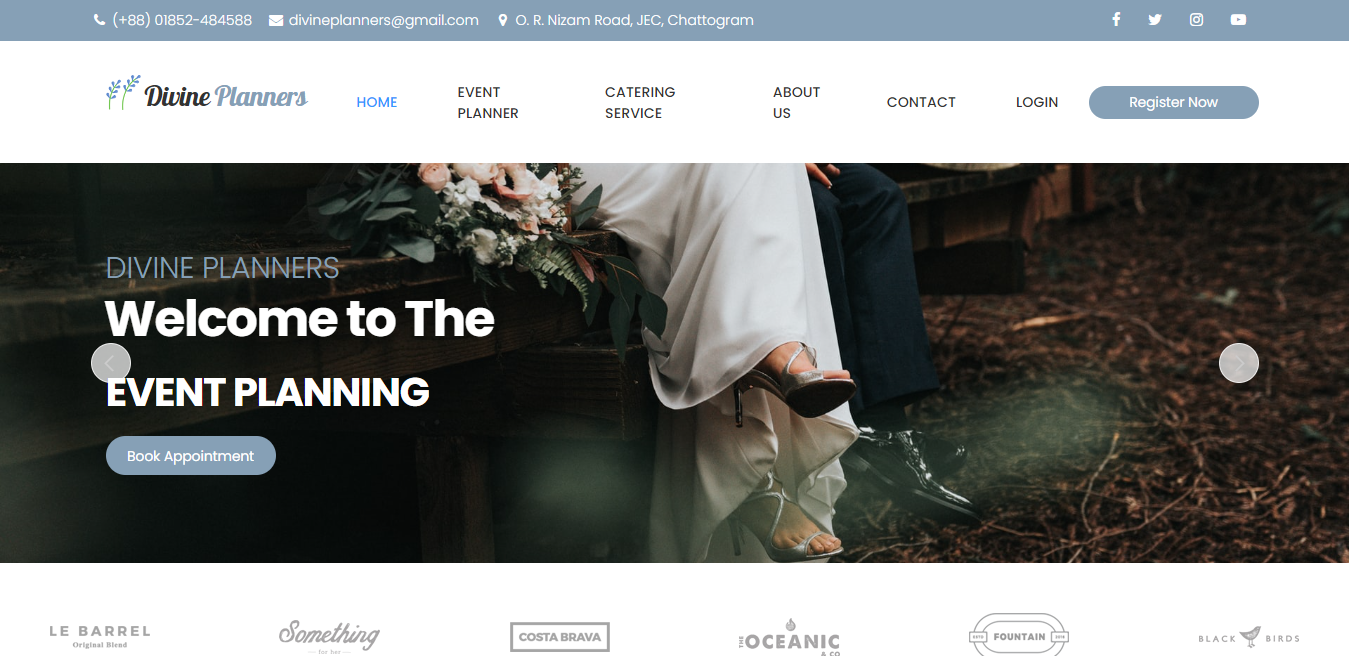 (+88) 01852-484588 divineplanners@gmail.com O. R. Nizam Road, JEC, Chattogram
Divine Planners
HOME
EVENT
PLANNER
CATERING
SERVICE
ABOUT
US
CONTACT
LOGIN
Register Now
DIVINE PLANNERS
Welcome to The
EVENT PLANNING
Book Appointment
LE BARREL
Original Blend
Something
for her
COSTA BRAVA
THE
OCEANIC
& CO
ESTD FOUNTAIN 2018
BLACK BIRDS